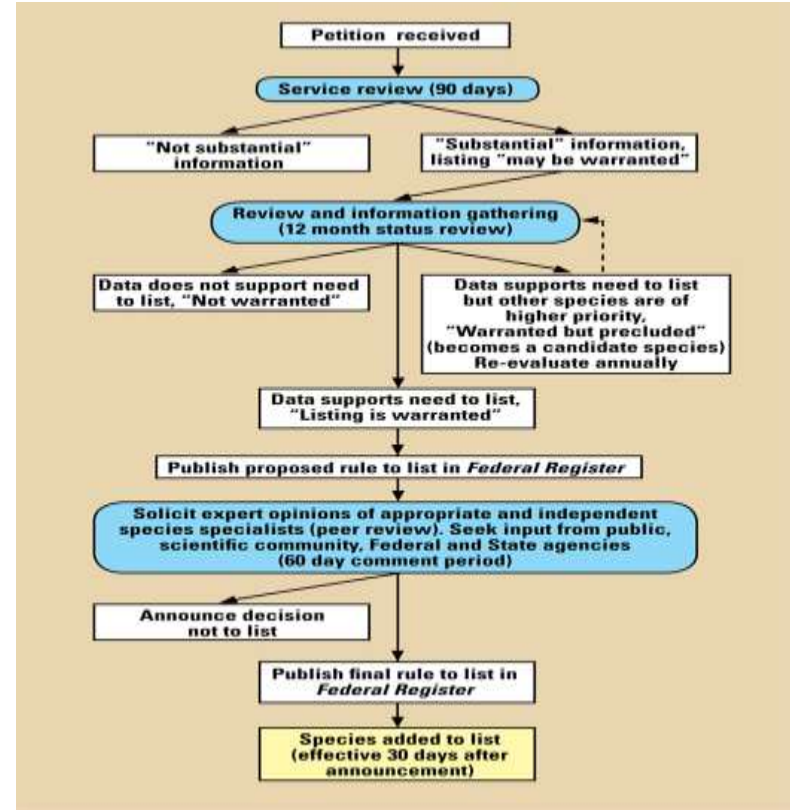 Petition received
Service review (90 days)
"Not substantial"
information
"Substantial" information,
listing "may be warranted"
Review and information gathering
(12 month status review)
Data does not support need
to list, "Not warranted"
Data supports need to list
but other species are of
higher priority,
"Warranted but precluded"
(becomes a candidate species)
Re-evaluate annually
Data supports need to list,
"Listing is warranted"
Publish proposed rule to list in Federal Register
Solicit expert opinions of appropriate and independent
species specialists (peer review). Seek input from public,
scientific community, Federal and State agencies
(60 day comment period)
Announce decision
not to list
Publish final rule to list in
Federal Register
Species added to list
(effective 30 days after
announcement)